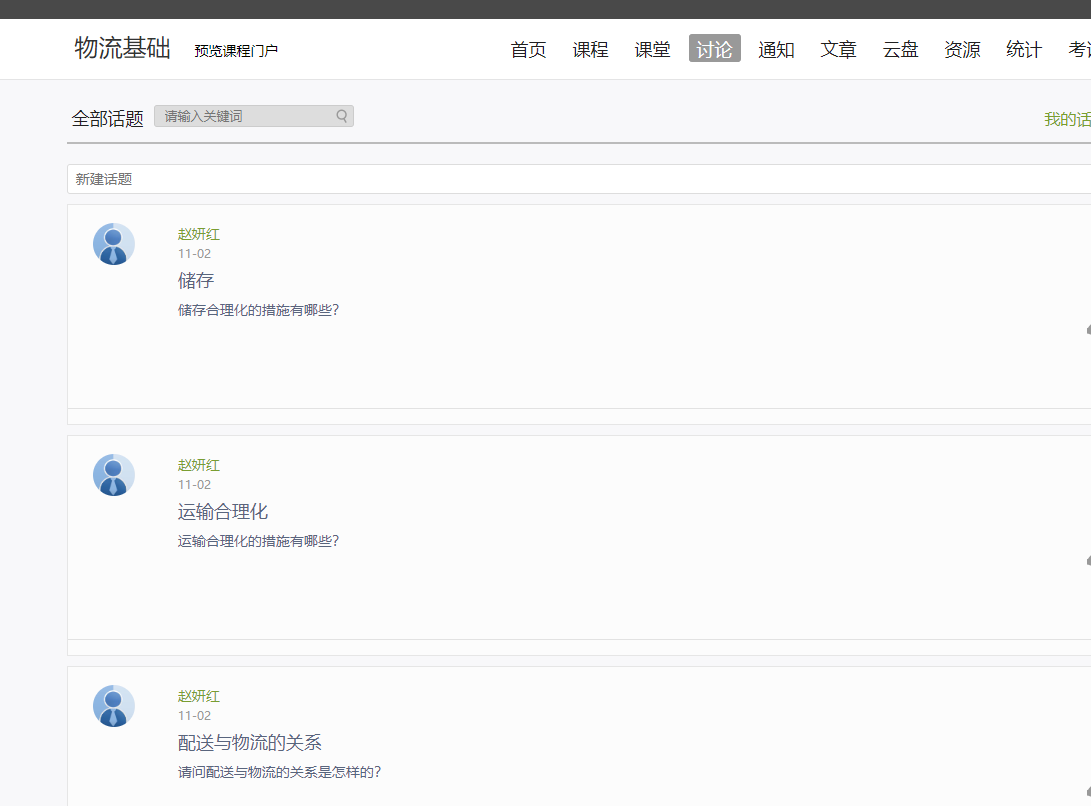 物流基础 预览课程门户 首页 课程 课堂 讨论 通知 文章 云盘 资源 统计 考
全部话题 请输入关键词 我的话
新建话题
赵妍红
11-02
储存
储存合理化的措施有哪些?
赵妍红
11-02
运输合理化
运输合理化的措施有哪些?
赵妍红
11-02
配送与物流的关系
请问配送与物流的关系是怎样的?